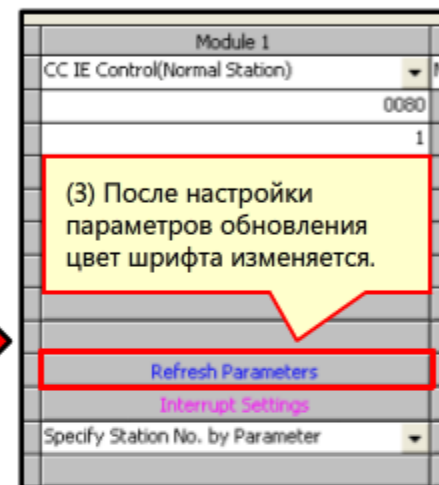 Module 1
CC IE Control(Normal Station)
0080
1
(3) После настройки
параметров обновления
цвет шрифта изменяется.
Refresh Parameters
Interrupt Settings
Specify Station No. by Parameter